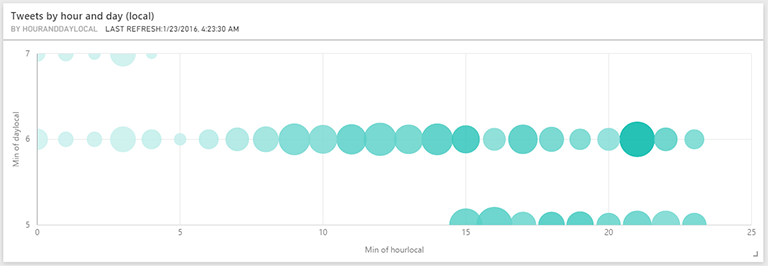 Tweets by hour and day (local)
BY HOURANDDAYLOCAL LAST REFRESH:1/23/2016, 4:23:30 AM
7
6
5
Min of daylocal
0 5 10 15 20 25
Min of hourlocal